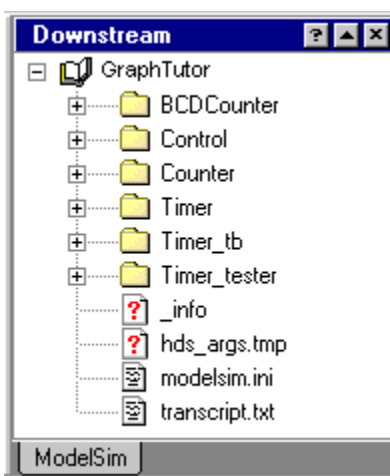 Downstream
GraphTutor
BCDCounter
Control
Counter
Timer
Timer_tb
Timer_tester
_info
hds_args.tmp
modelsim.ini
transcript.txt
ModelSim